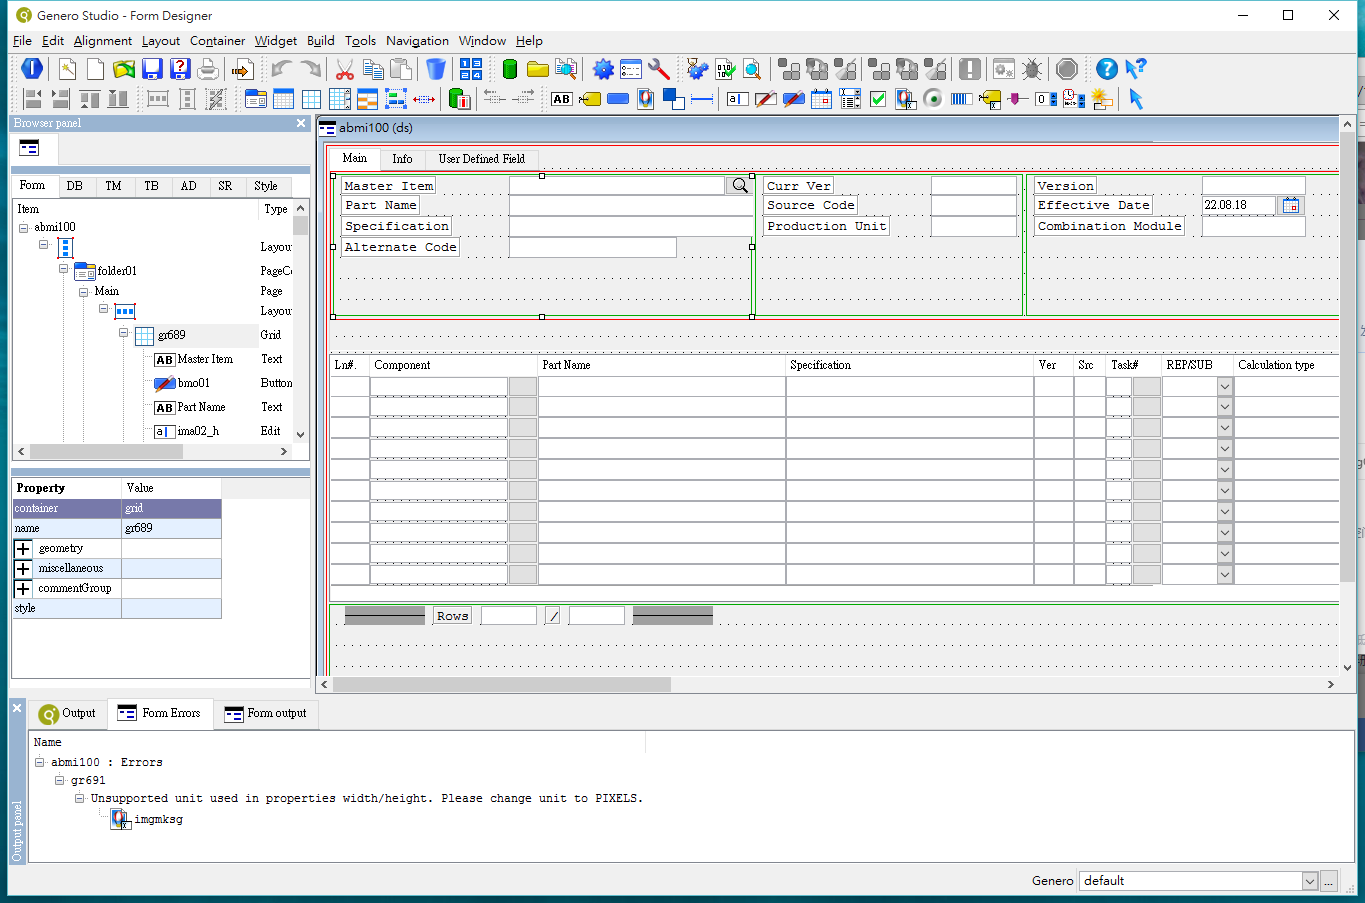 Genero Studio - Form Designer
File Edit Alignment Layout Container Widget Build Tools Navigation Window Help
Browser panel
abmi100 (ds)
Form DB TM TB AD SR Style
Item Type
abmi100
Layou
folder01 PageCo
Main Page
Layou
gr689 Grid
AB Master Item Text
bmo01 Button
AB Part Name Text
a| ima02_h Edit
Property Value
container grid
name gr689
geometry
miscellaneous
commentGroup
style
Main Info User Defined Field
Master Item Curr Ver Version
Part Name Source Code Effective Date 22.08.18
Specification Production Unit Combination Module
Alternate Code
Ln#. Component Part Name Specification Ver Src Task# REP/SUB Calculation type
Rows /
Output Form Errors Form output
Output panel
Name
abmi100 : Errors
gr691
Unsupported unit used in properties width/height. Please change unit to PIXELS.
imgmksg
Genero default ...